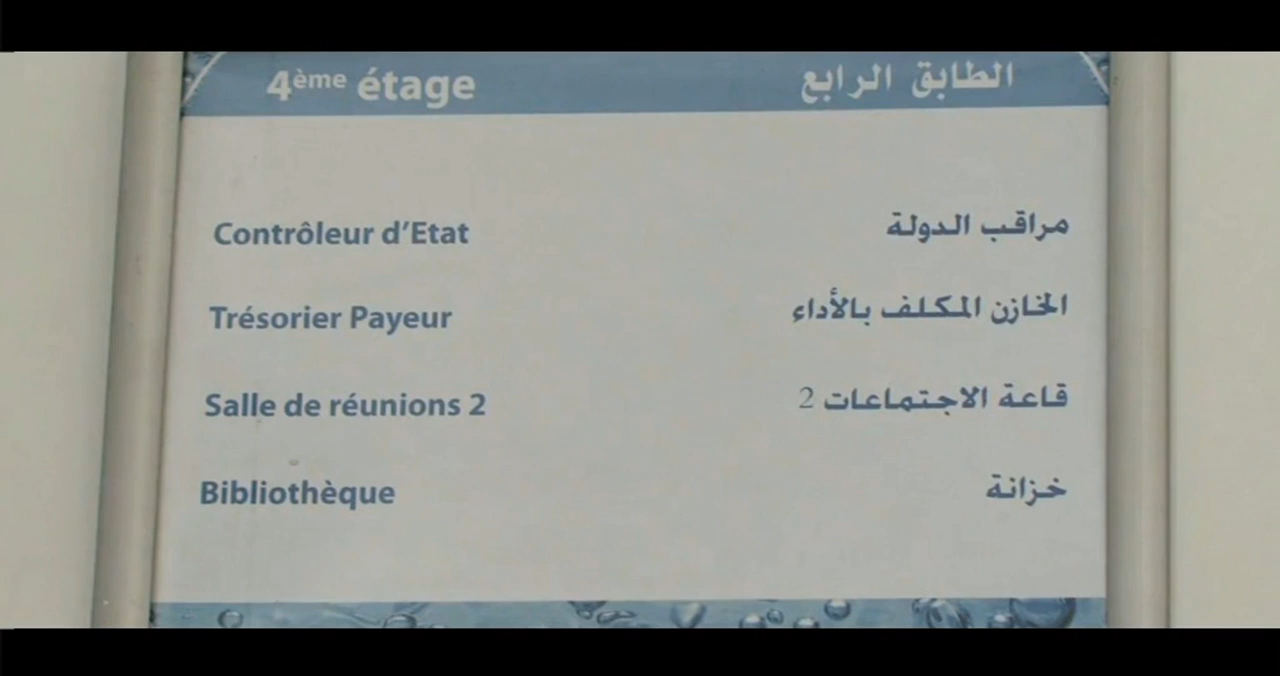 4ème étage الطابق الرابع
Contrôleur d'Etat مراقب الدولة
Trésorier Payeur الخازن المكلف بالأداء
Salle de réunions 2 قاعة الاجتماعات 2
Bibliothèque خزانة